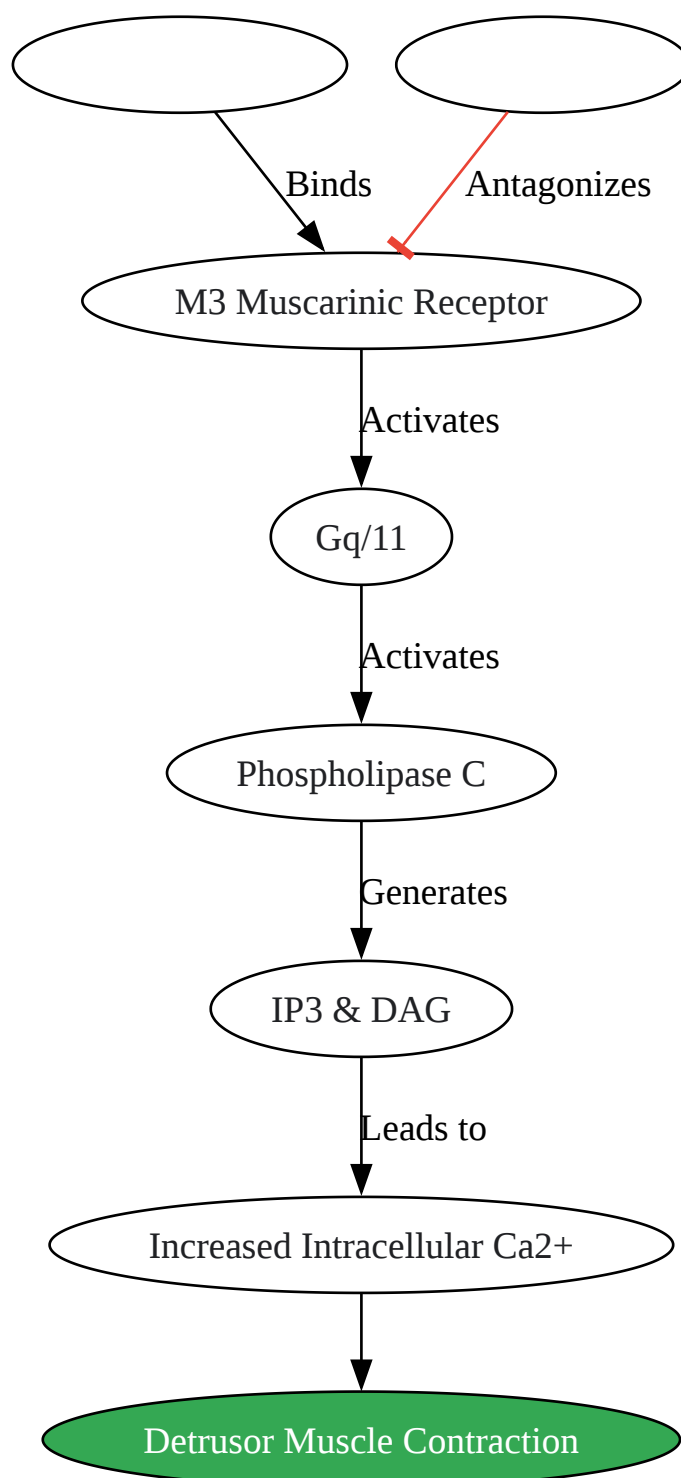 Binds
Antagonizes
M3 Muscarinic Receptor
Activates
Gq/11
Activates
Phospholipase C
Generates
IP3 & DAG
Leads to
Increased Intracellular Ca2+
Detrusor Muscle Contraction